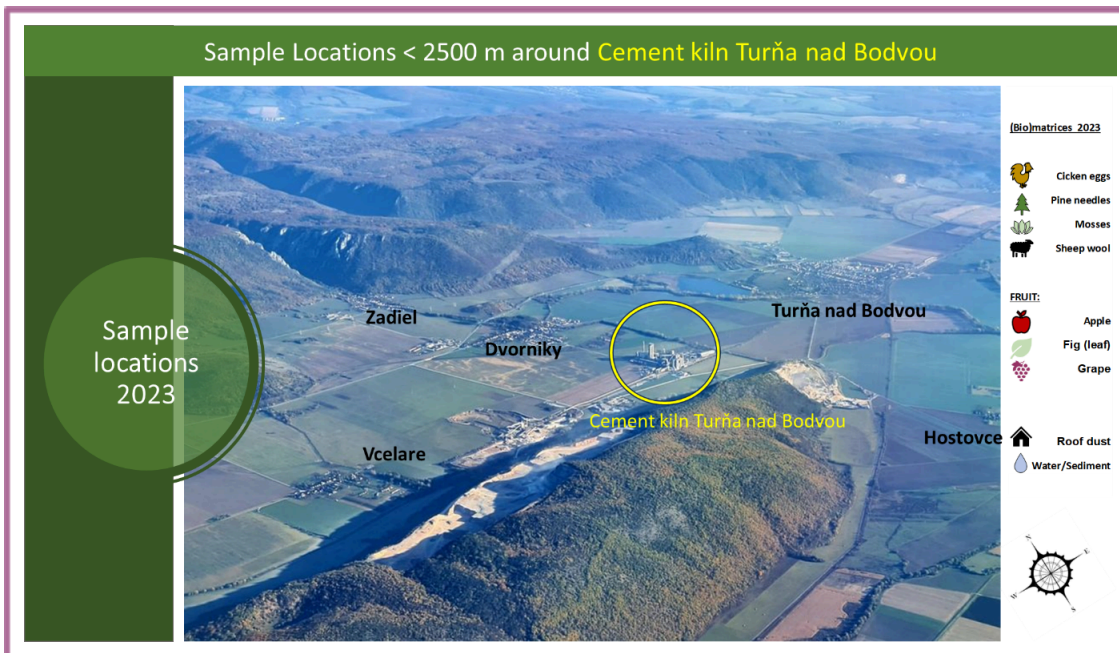 Sample Locations < 2500 m around Cement kiln Turňa nad Bodvou
Sample
locations
2023
Zadiel
Dvorniky
Turňa nad Bodvou
Cement kiln Turňa nad Bodvou
Vcelare
Hostovce
(Bio)matrices 2023
Cicken eggs
Pine needles
Mosses
Sheep wool
FRUIT:
Apple
Fig (leaf)
Grape
Roof dust
Water/Sediment
N
E
W
S